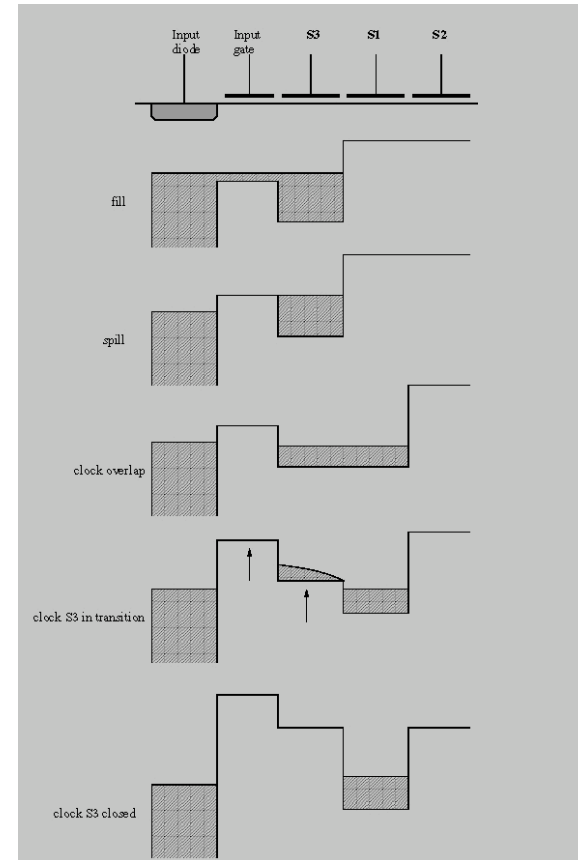 Input Input S3 S1 S2
diode gate
fill
spill
clock overlap
clock S3 in transition
clock S3 closed